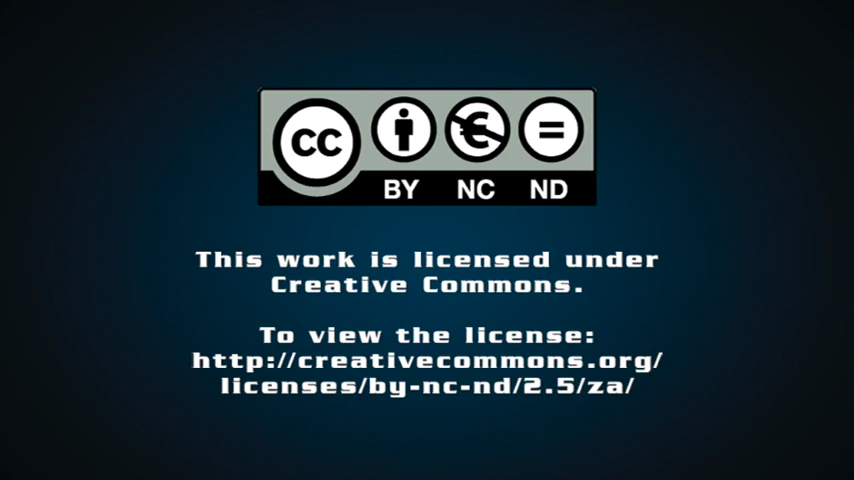 cc
BY NC ND
This work is licensed under
Creative Commons.
To view the license:
http://creativecommons.org/
licenses/by-nc-nd/2.5/za/